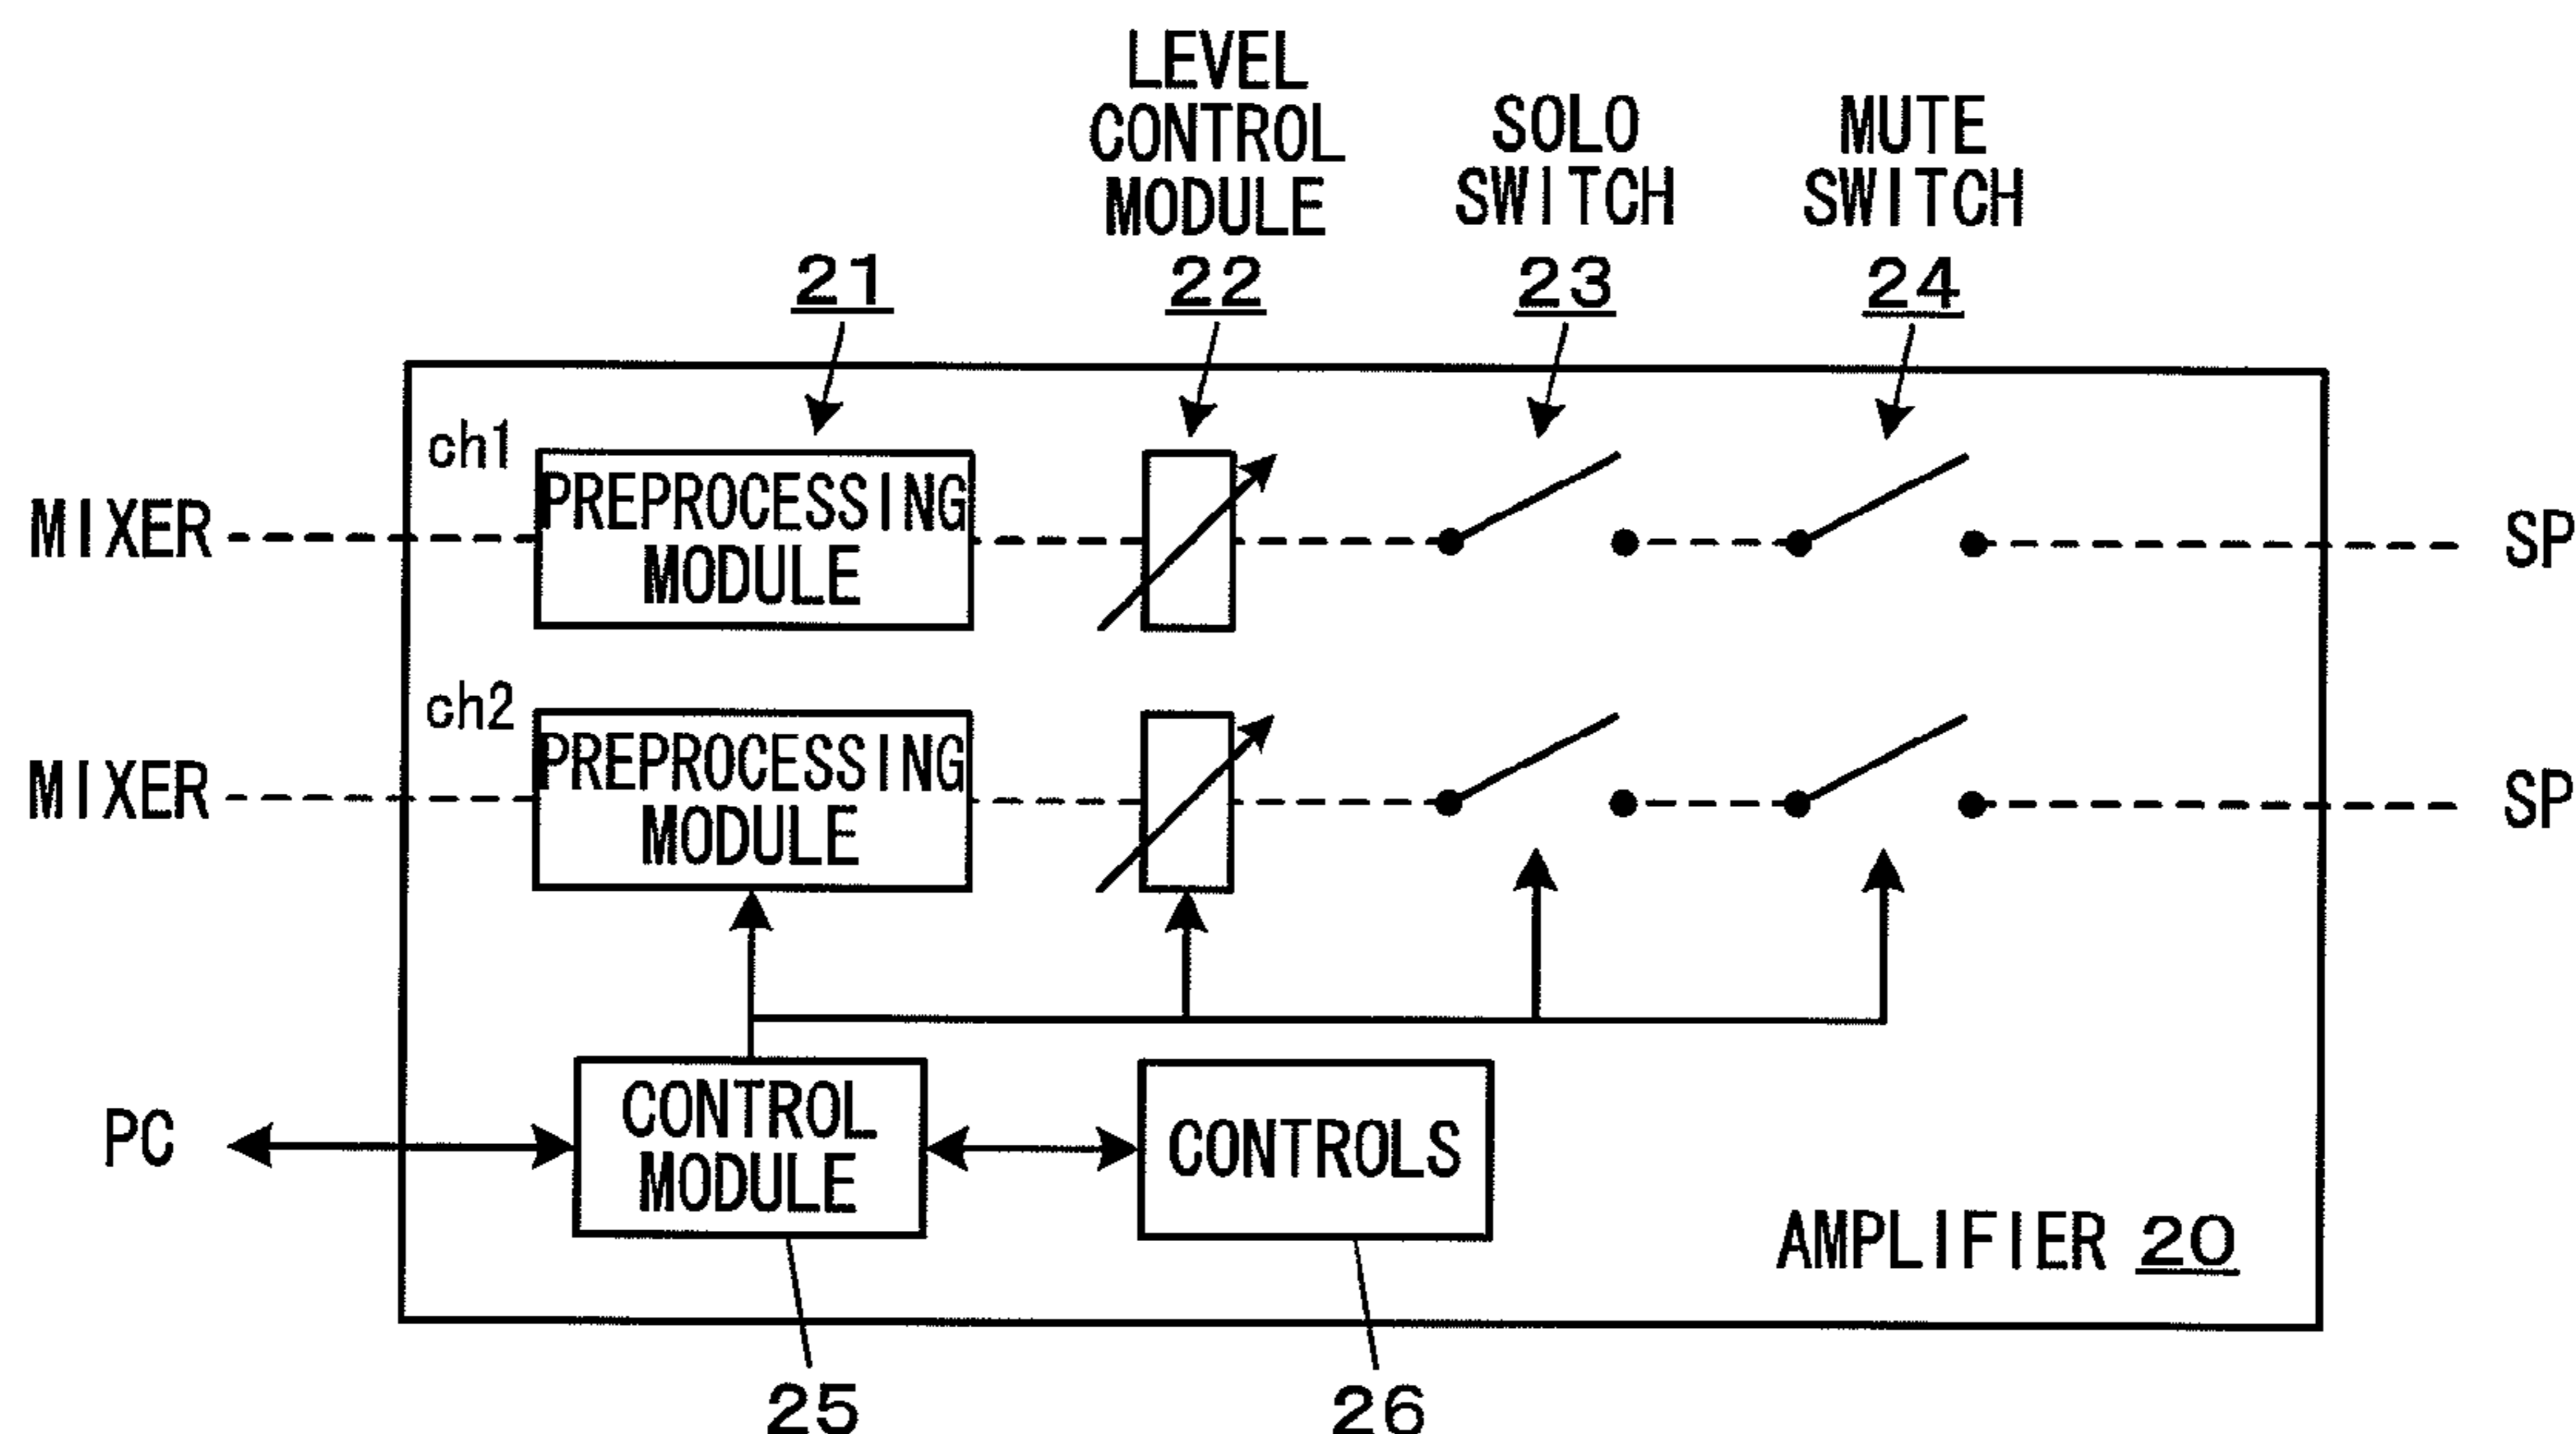 LEVEL
CONTROL
MODULE
SOLO
SWITCH
MUTE
SWITCH
21
22
23
24
ch1
MIXER
PREPROCESSING
MODULE
SP
ch2
MIXER
PREPROCESSING
MODULE
SP
PC
CONTROL
MODULE
CONTROLS
AMPLIFIER 20
25
26